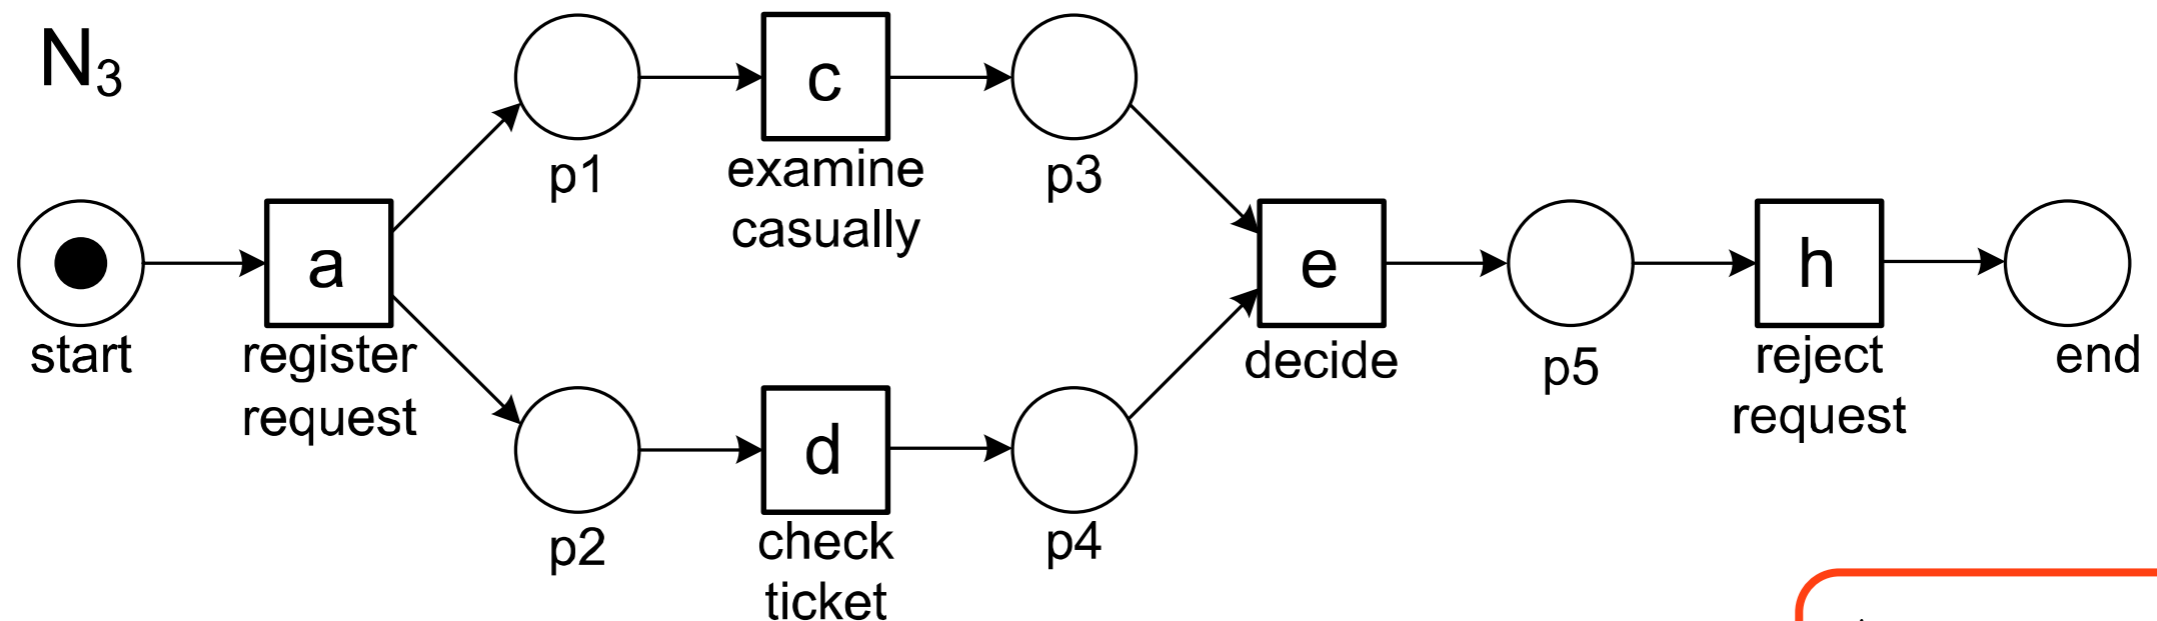 N3
c
p1
examine
casually
p3
a
e
h
start
register
request
decide
p5
reject
request
end
d
p2
check
ticket
p4